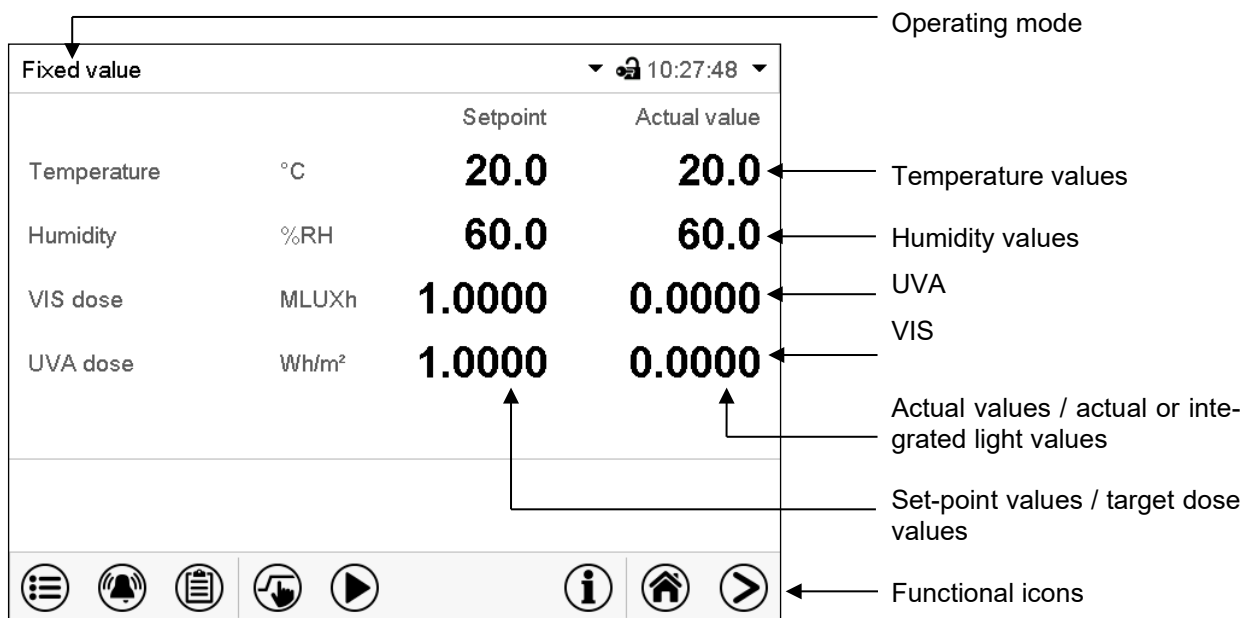 Operating mode
Fixed value 10:27:48
Setpoint Actual value
Temperature °C 20.0 20.0 Temperature values
Humidity %RH 60.0 60.0 Humidity values
VIS dose MLUXh 1.0000 0.0000 UVA
VIS
UVA dose Wh/m² 1.0000 0.0000
Actual values / actual or inte-
grated light values
Set-point values / target dose
values
Functional icons